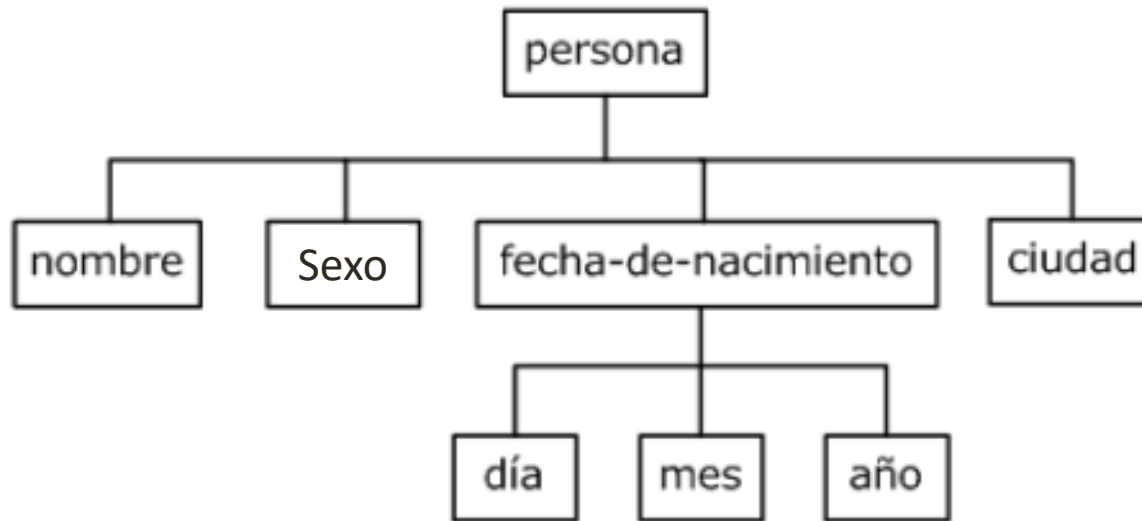 persona
nombre
Sexo
fecha-de-nacimiento
ciudad
día
mes
año